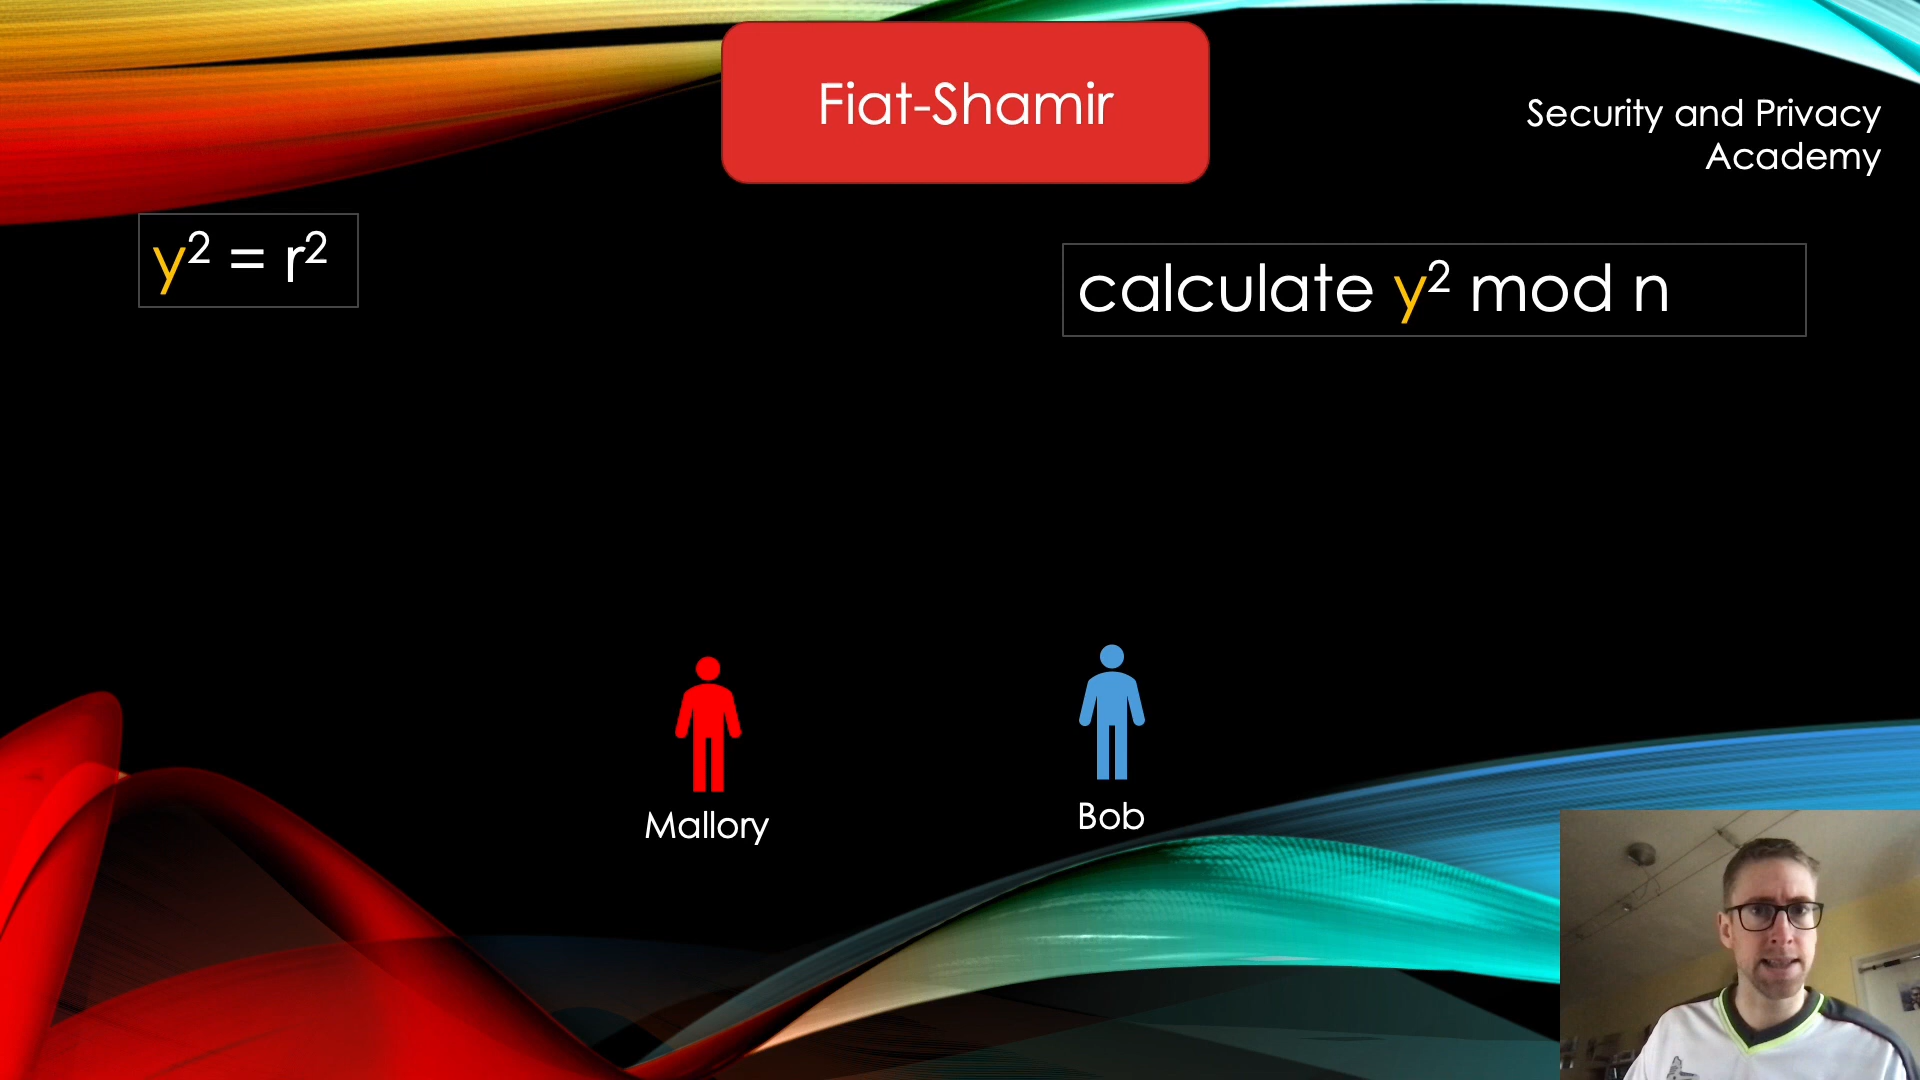 Fiat-Shamir
Security and Privacy
Academy
y² = r²
calculate y² mod n
Mallory
Bob